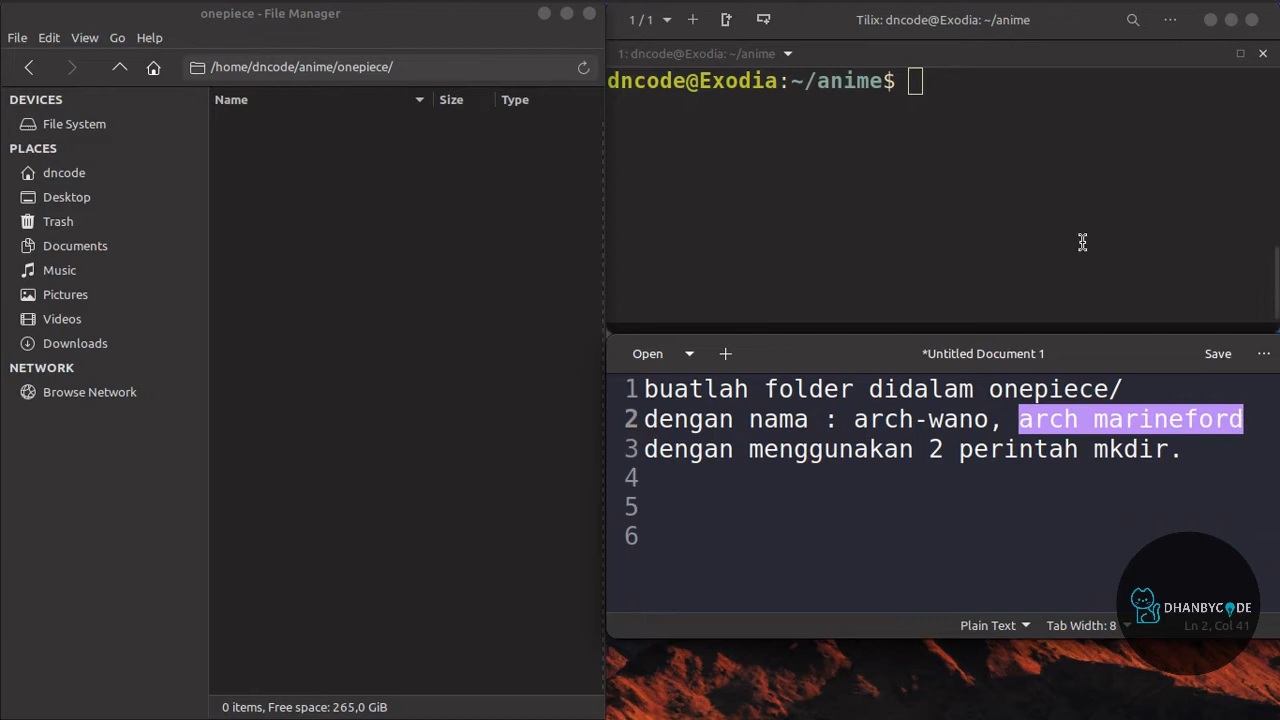 onepiece - File Manager
File Edit View Go Help
/home/dncode/anime/onepiece/
DEVICES
File System
PLACES
dncode
Desktop
Trash
Documents
Music
Pictures
Videos
Downloads
NETWORK
Browse Network
Name Size Type
0 items, Free space: 265,0 GiB
1 / 1 Tilix: dncode@Exodia: ~/anime
1: dncode@Exodia: ~/anime
dncode@Exodia:~/anime$
Open *Untitled Document 1 Save
1 buatlah folder didalam onepiece/
2 dengan nama : arch-wano, arch marineford
3 dengan menggunakan 2 perintah mkdir.
4
5
6
DHANBYCODE
Plain Text Tab Width: 8 Ln 2, Col 41